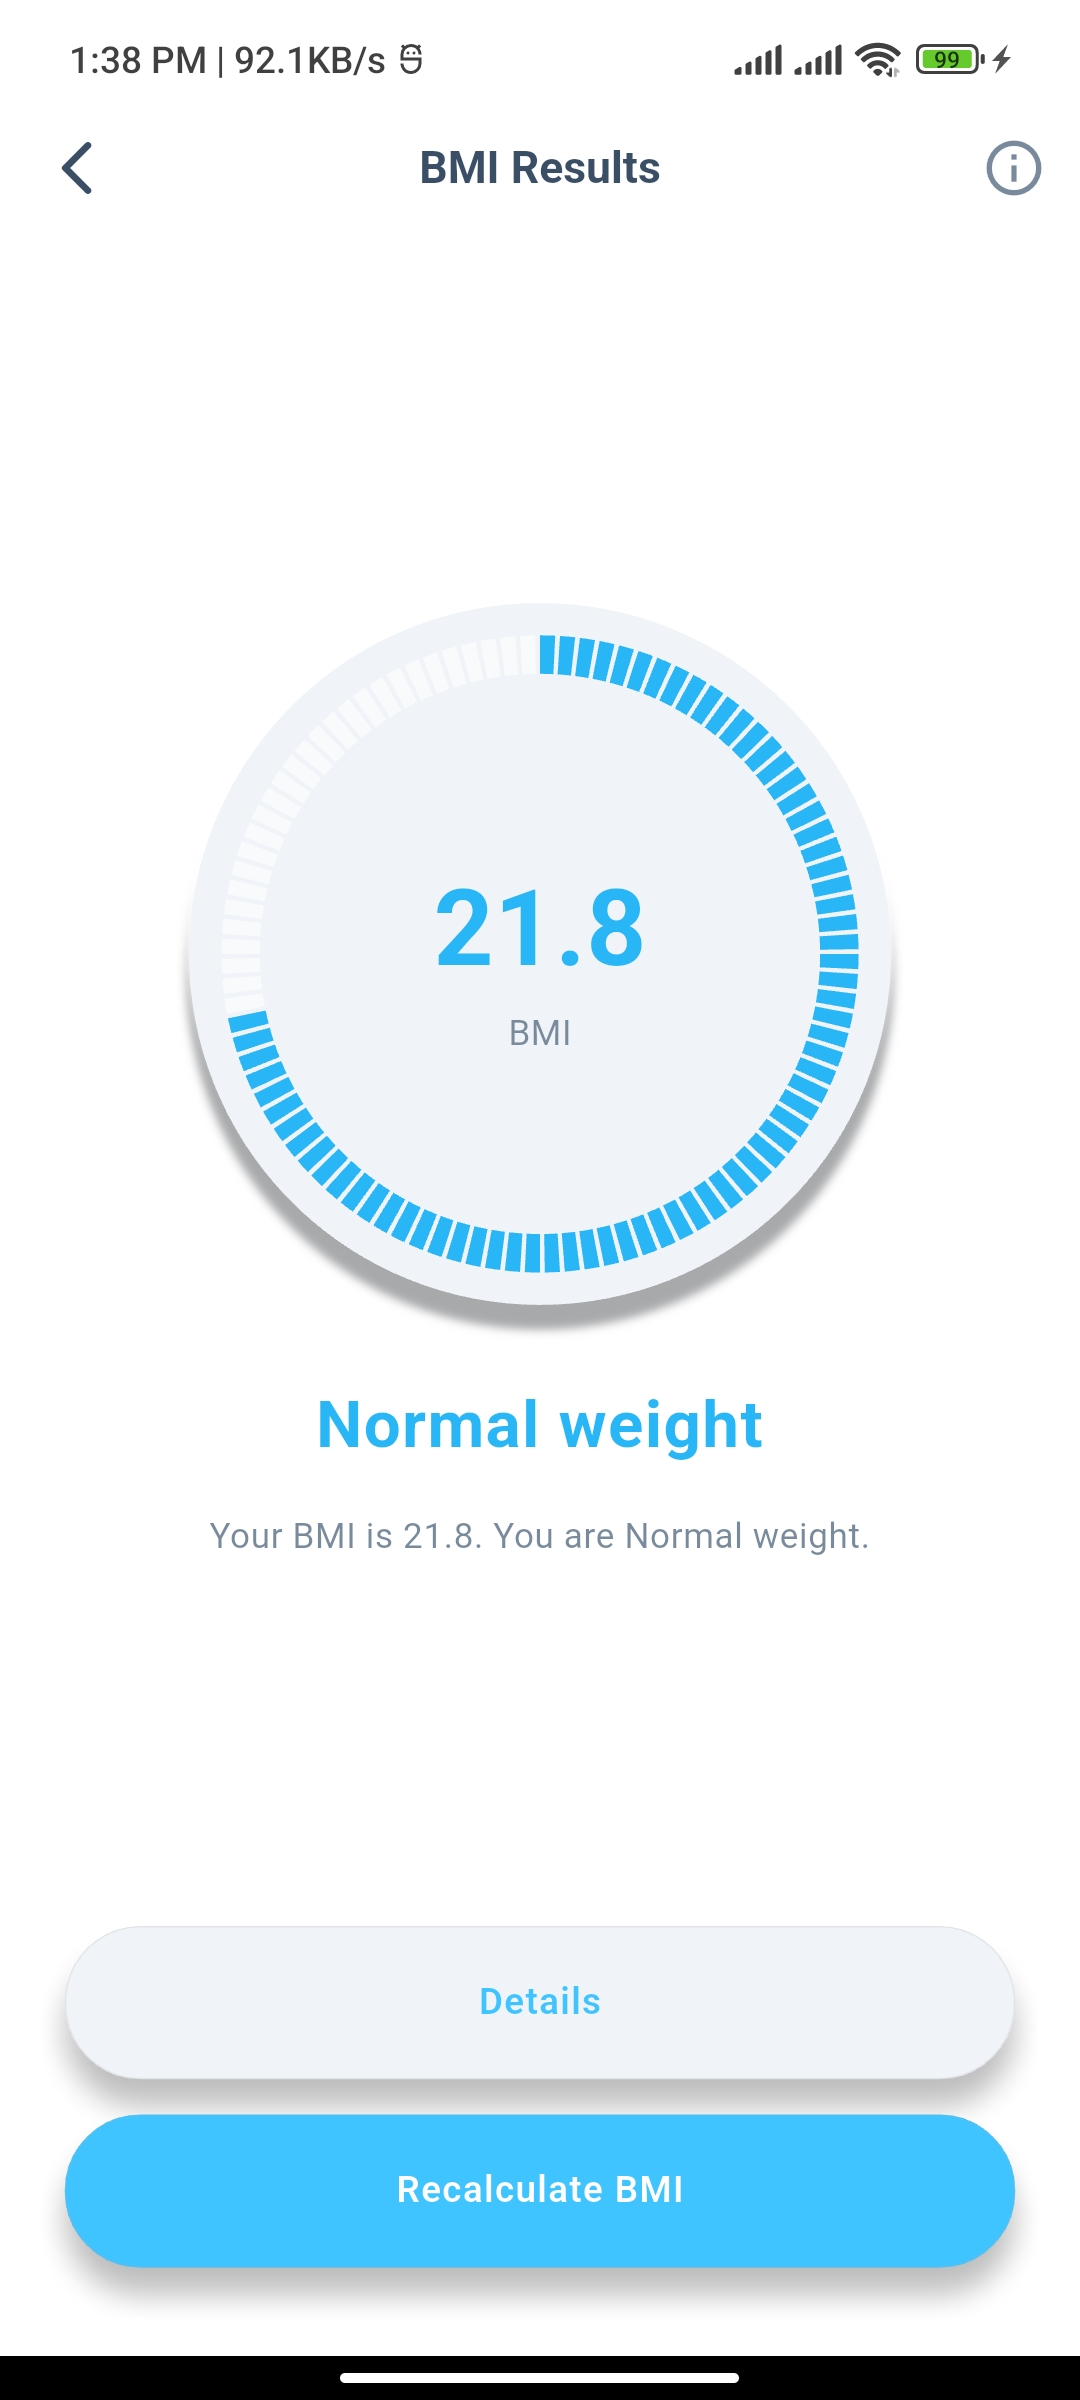 1:38 PM | 92.1KB/s
99
BMI Results
21.8
BMI
Normal weight
Your BMI is 21.8. You are Normal weight.
Details
Recalculate BMI